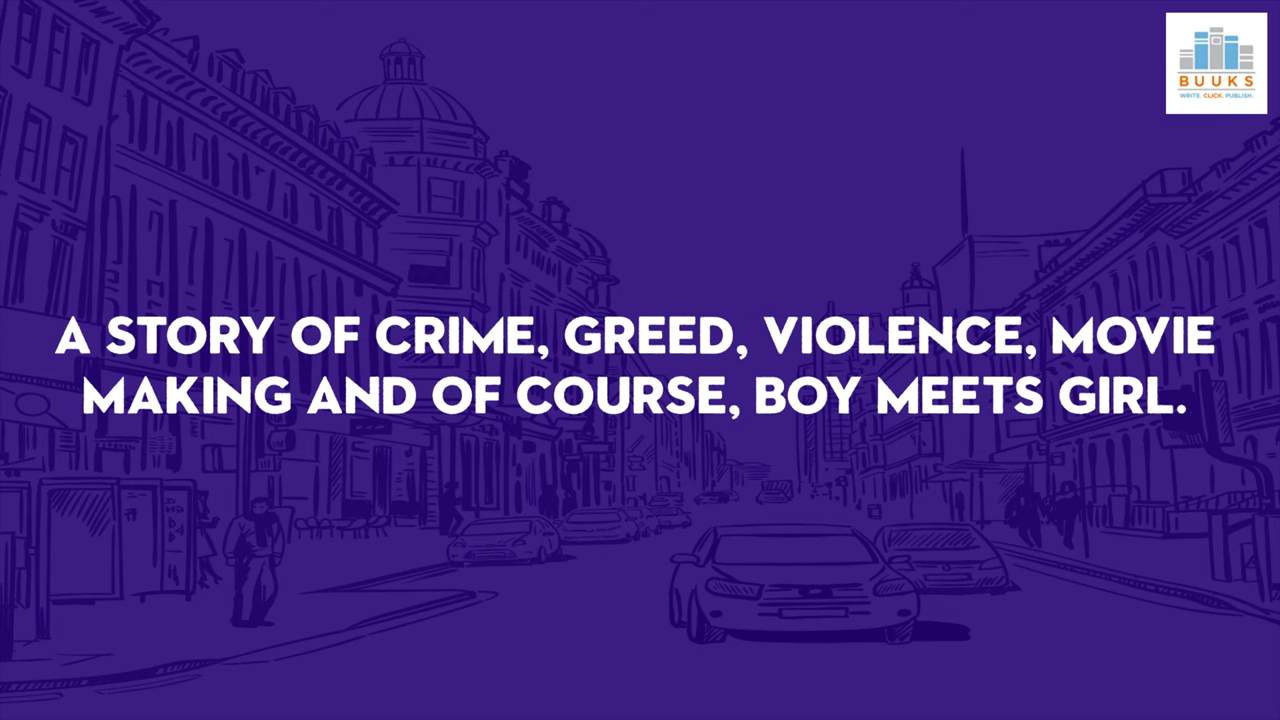 BUUKS
WRITE. CLICK. PUBLISH.
A STORY OF CRIME, GREED, VIOLENCE, MOVIE
MAKING AND OF COURSE, BOY MEETS GIRL.